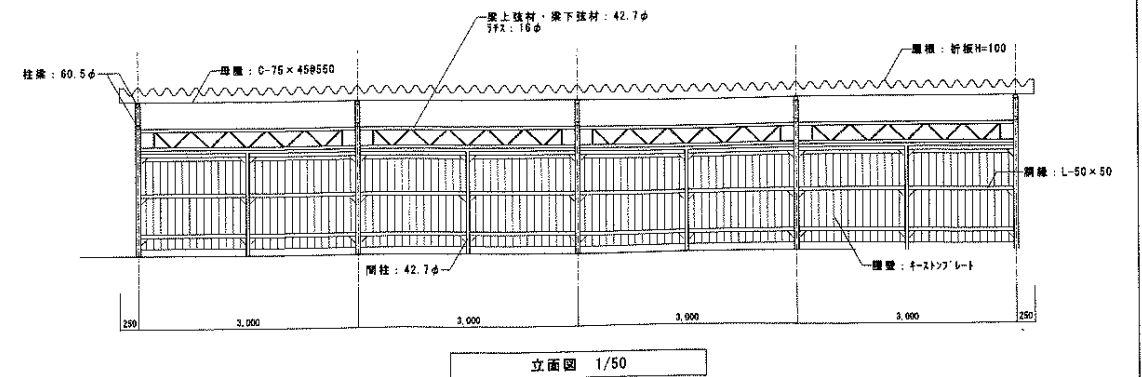 梁上弦材・梁下弦材：42.7φ
ﾗﾁｽ：16φ
柱梁：60.5φ
母屋：C-75×459550
屋根：折板H=100
胴縁：L-50×50
間柱：42.7φ
腰壁：ｷｰｽﾄﾝﾌﾟﾚｰﾄ
250 3,000 3,000 3,000 3,000 250
立面図 1/50